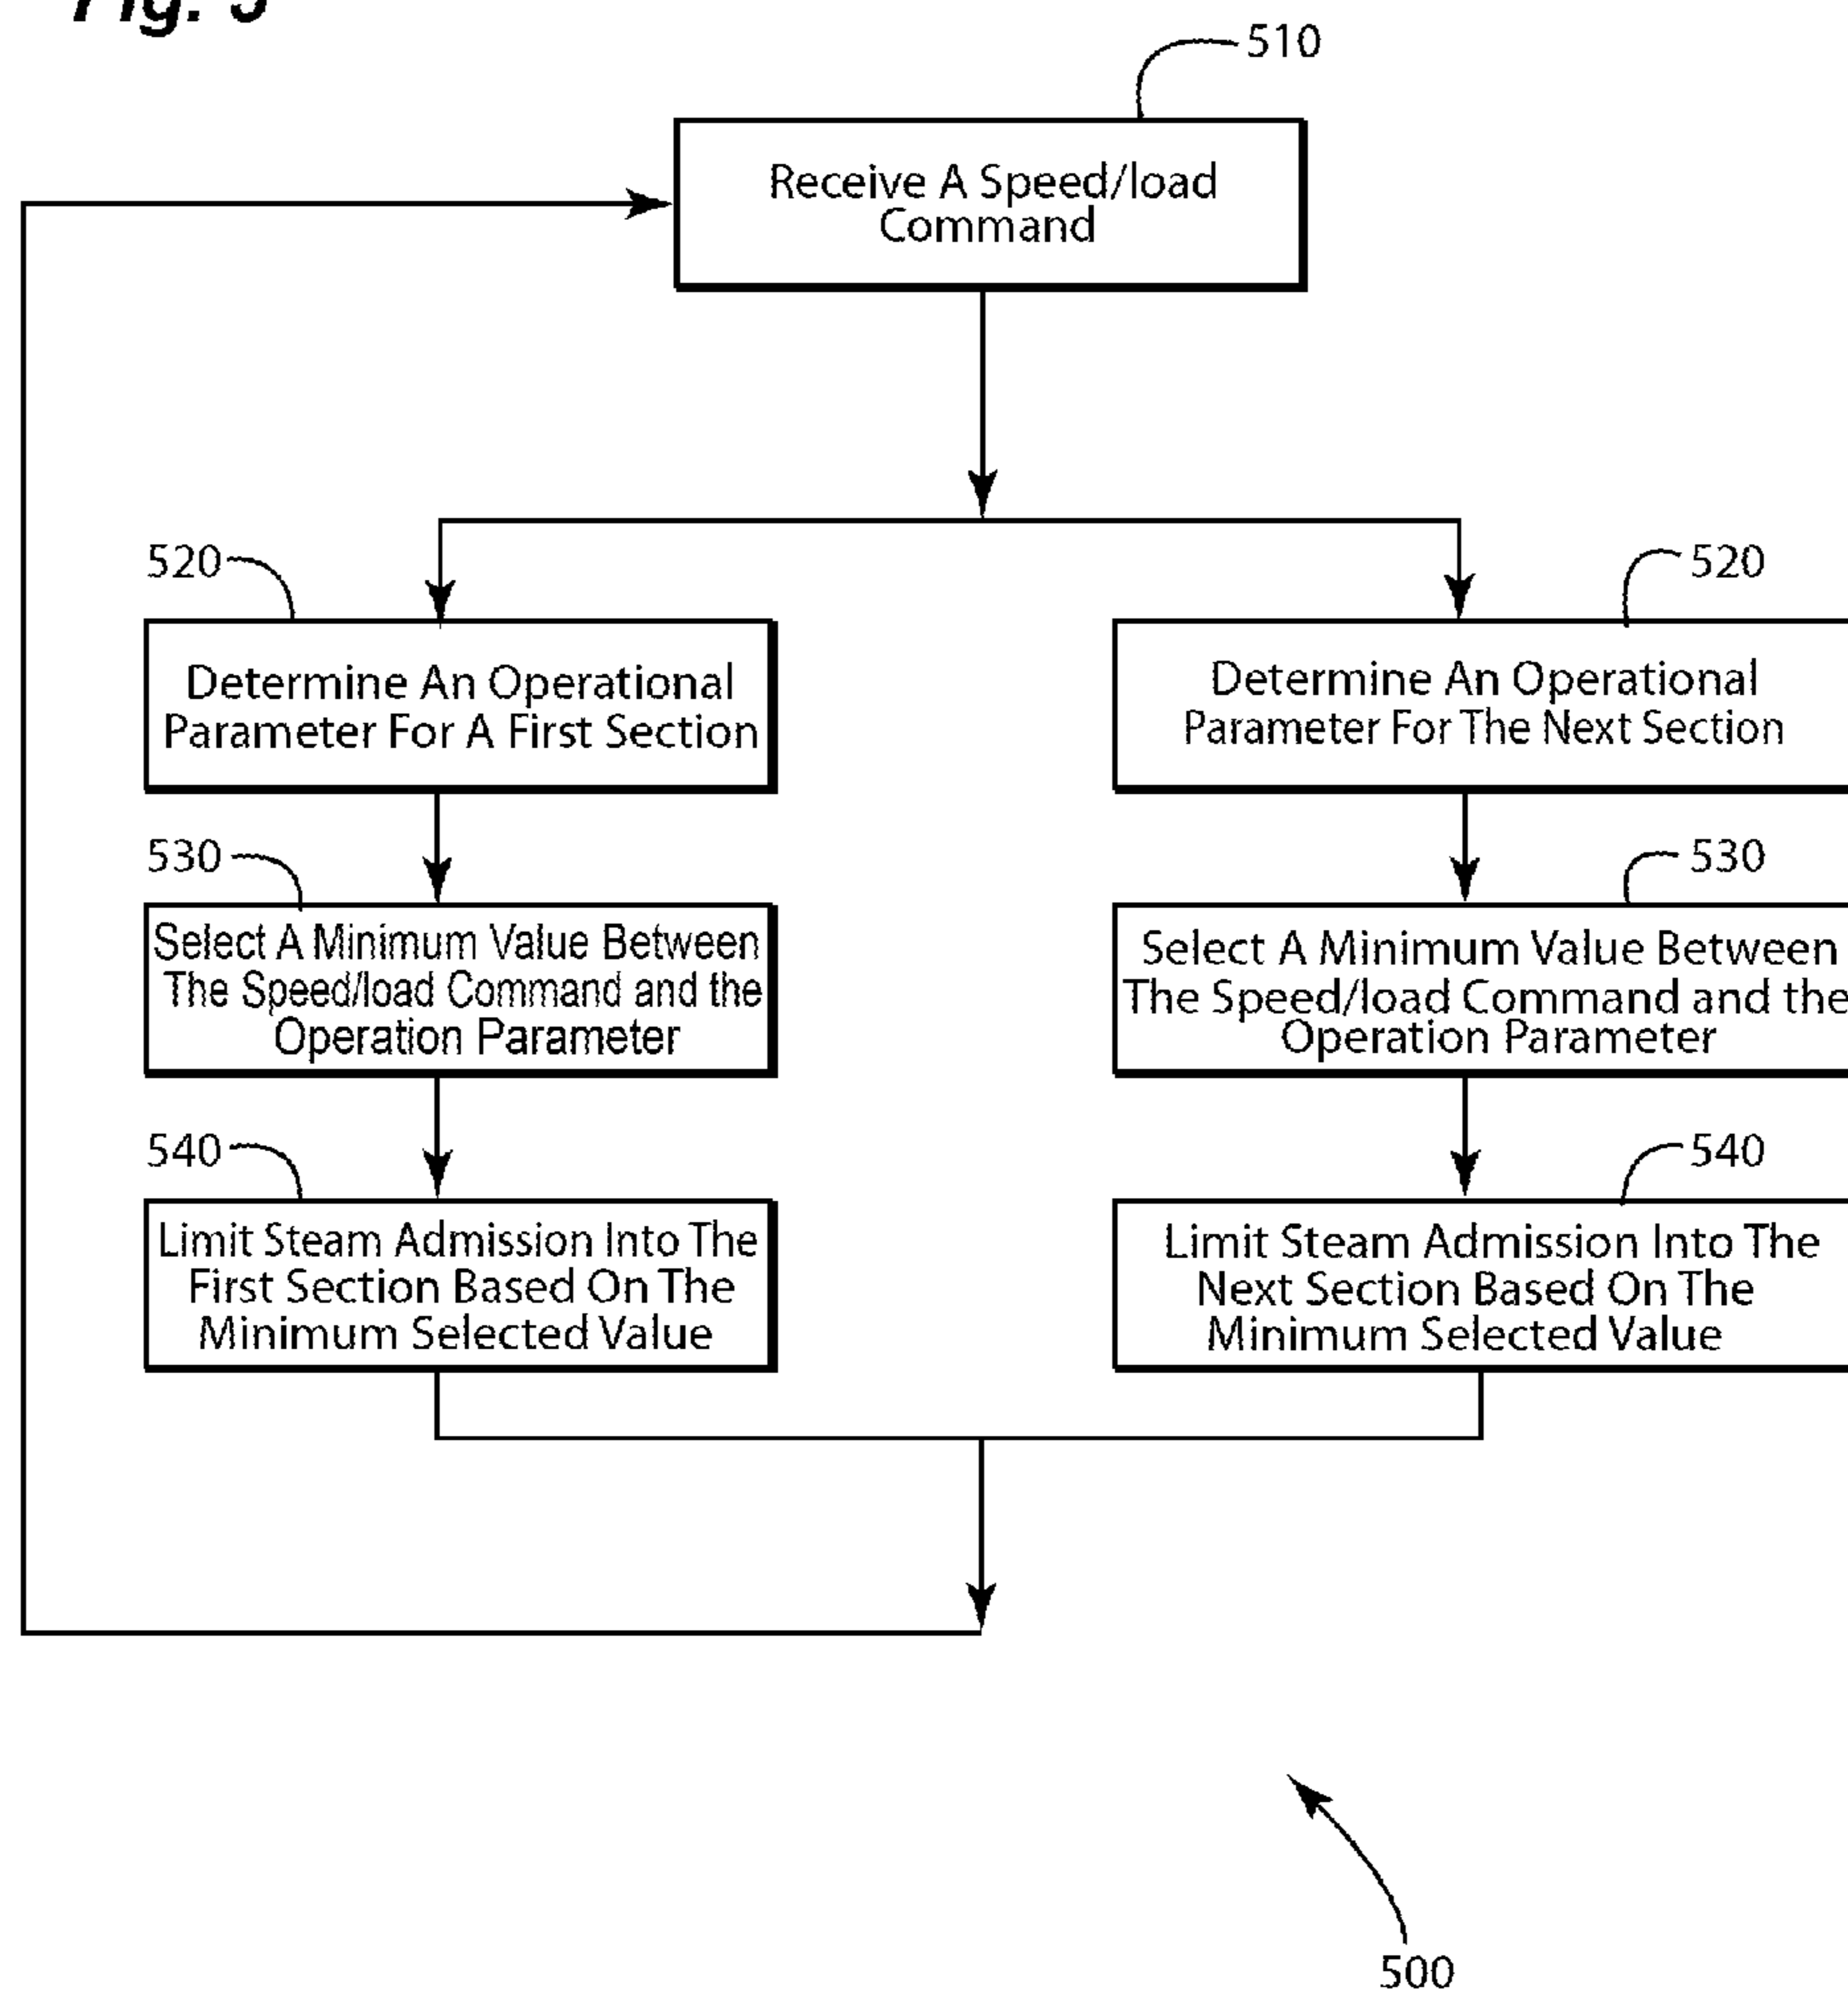 Fig. 5
510
Receive A Speed/load
Command
520
Determine An Operational
Parameter For A First Section
520
Determine An Operational
Parameter For The Next Section
530
Select A Minimum Value Between
The Speed/load Command and the
Operation Parameter
530
Select A Minimum Value Between
The Speed/load Command and the
Operation Parameter
540
Limit Steam Admission Into The
First Section Based On The
Minimum Selected Value
540
Limit Steam Admission Into The
Next Section Based On The
Minimum Selected Value
500